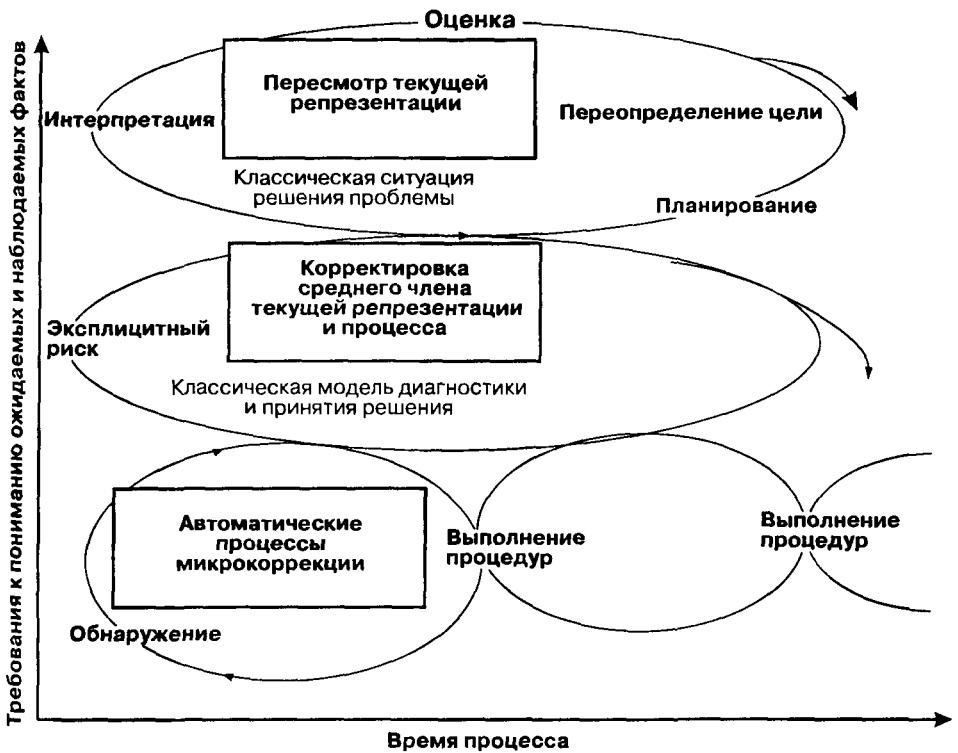 Требования к пониманию ожидаемых и наблюдаемых фактов
Оценка
Пересмотр текущей
репрезентации
Интерпретация
Переопределение цели
Классическая ситуация
решения проблемы
Планирование
Корректировка
среднего члена
текущей репрезентации
и процесса
Эксплицитный
риск
Классическая модель диагностики
и принятия решения
Автоматические
процессы
микрокоррекции
Выполнение
процедур
Выполнение
процедур
Обнаружение
Время процесса